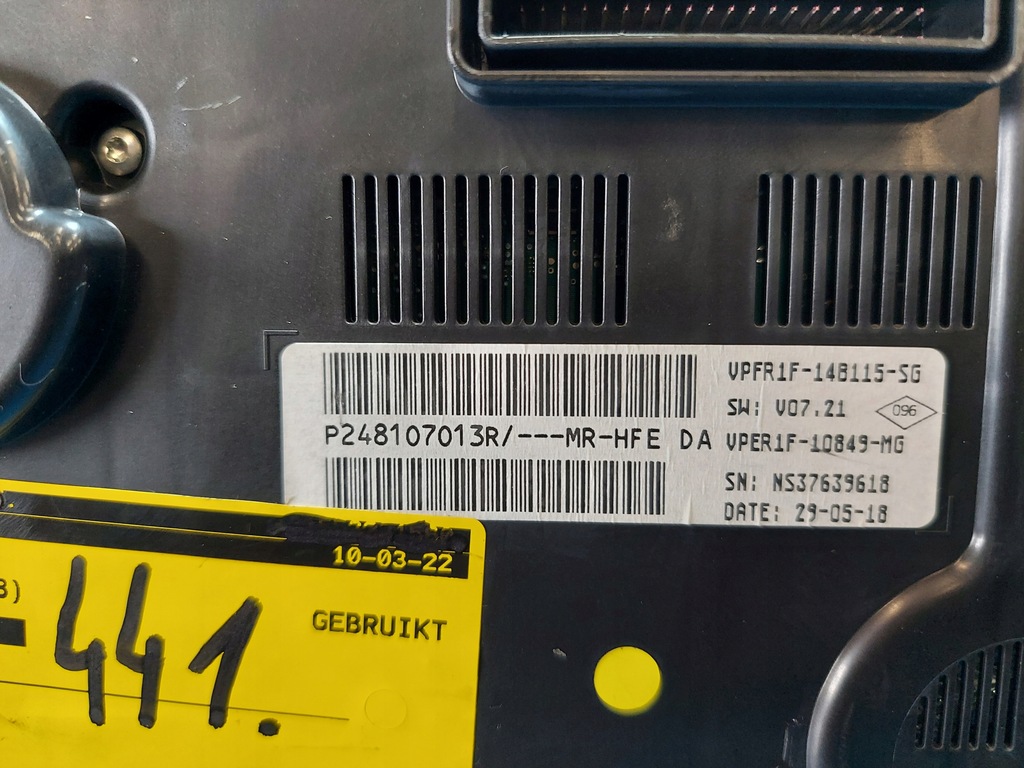 VPFR1F-14B115-SG
SW: V07.21
096
P248107013R/---MR-HFE DA
VPER1F-10849-MG
SN: NS37639618
DATE: 29-05-18
10-03-22
GEBRUIKT
441.